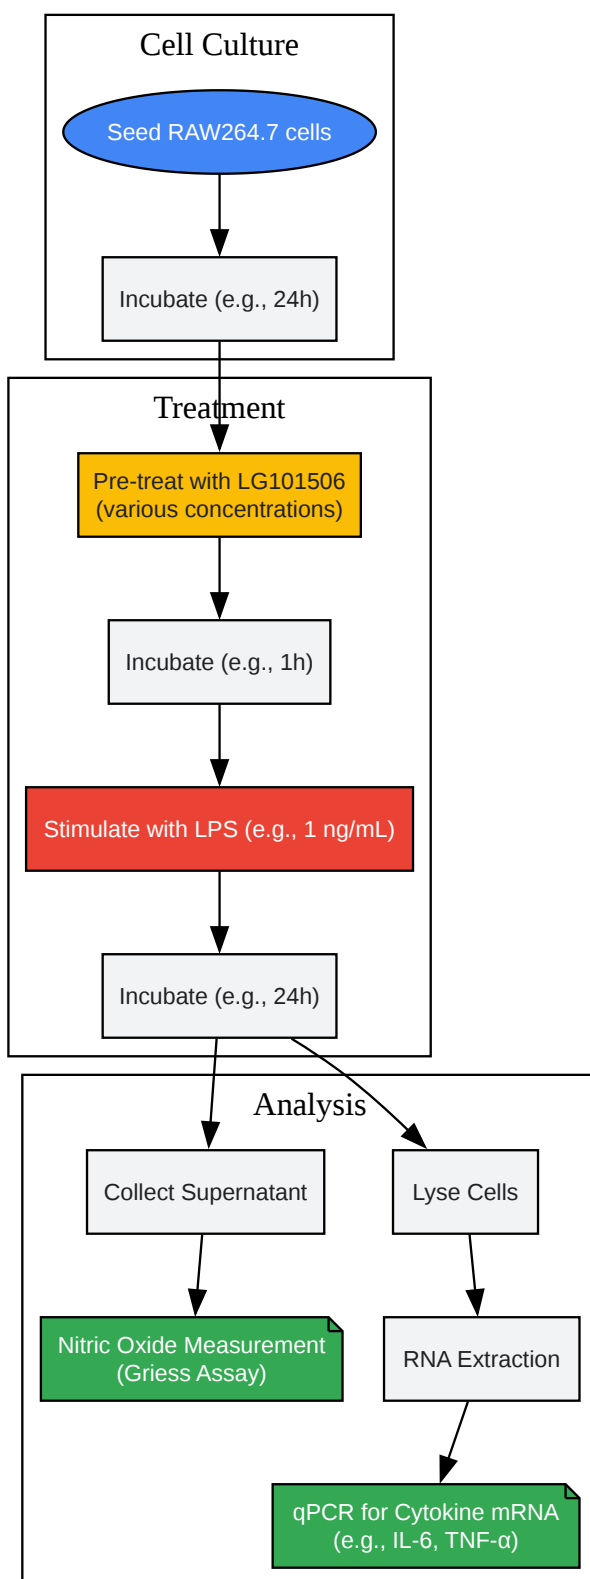 Cell Culture
Seed RAW264.7 cells
Incubate (e.g., 24h)
Treatment
Pre-treat with LG101506
(various concentrations)
Incubate (e.g., 1h)
Stimulate with LPS (e.g., 1 ng/mL)
Incubate (e.g., 24h)
Analysis
Collect Supernatant
Lyse Cells
Nitric Oxide Measurement
(Griess Assay)
RNA Extraction
qPCR for Cytokine mRNA
(e.g., IL-6, TNF-α)